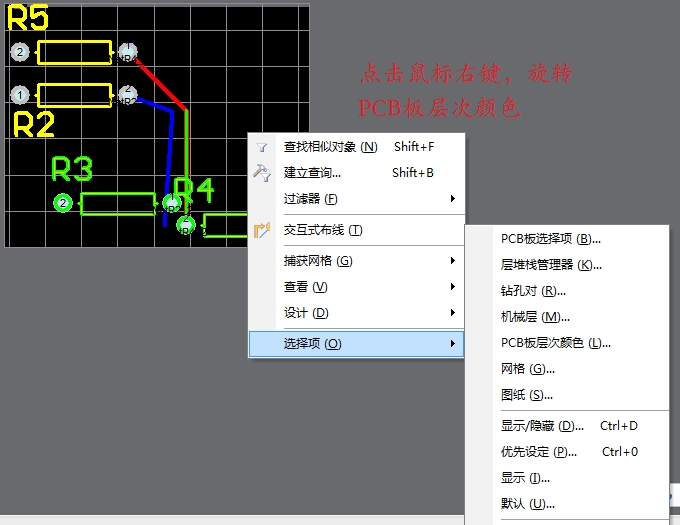 R5
2
1
1
2
R2
点击鼠标右键，旋转
PCB板层次颜色
R3
R4
2
2
查找相似对象 (N) Shift+F
建立查询... Shift+B
过滤器 (F)
交互式布线 (T)
捕获网格 (G)
查看 (V)
设计 (D)
选择项 (O)
PCB板选择项 (B)...
层堆栈管理器 (K)...
钻孔对 (R)...
机械层 (M)...
PCB板层次颜色 (L)...
网格 (G)...
图纸 (S)...
显示/隐藏 (D)... Ctrl+D
优先设定 (P)... Ctrl+0
显示 (I)...
默认 (U)...